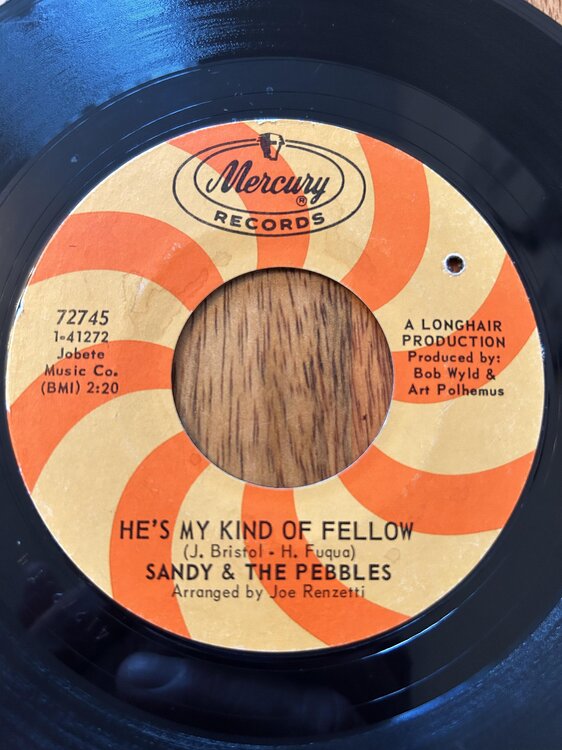 Mercury
®
RECORDS
72745
1-41272
Jobete
Music Co.
(BMI) 2:20
A LONGHAIR
PRODUCTION
Produced by:
Bob Wyld &
Art Polhemus
HE'S MY KIND OF FELLOW
(J. Bristol - H. Fuqua)
SANDY & THE PEBBLES
Arranged by Joe Renzetti